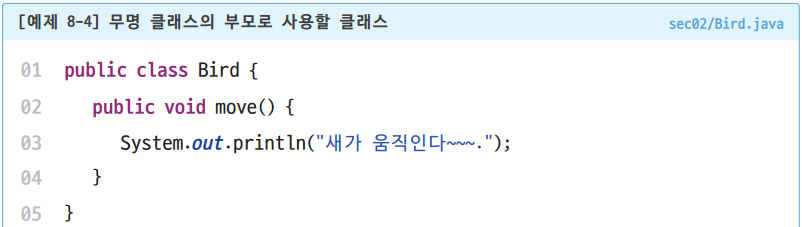 [예제 8-4] 무명 클래스의 부모로 사용할 클래스 sec02/Bird.java
01 public class Bird {
02 public void move() {
03 System.out.println("새가 움직인다~~~.");
04 }
05 }